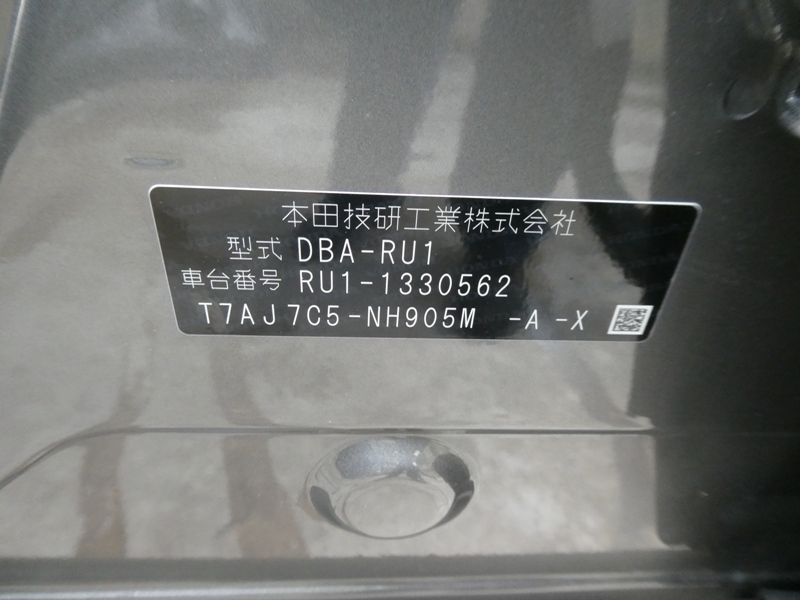 本田技研工業株式会社
型式 DBA-RU1
車台番号 RU1-1330562
T7AJ7C5-NH905M -A -X